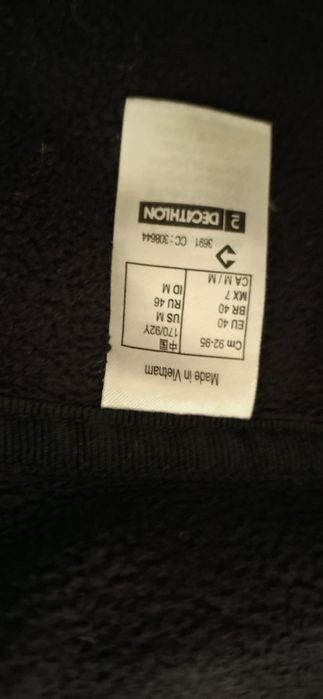 Made in Vietnam
Cm 92-95 中国 170/92Y
EU 40 US M
BR 40 RU 46
MX 7 ID M
CA M / M
3691 CC: 308644
2 DECATHLON